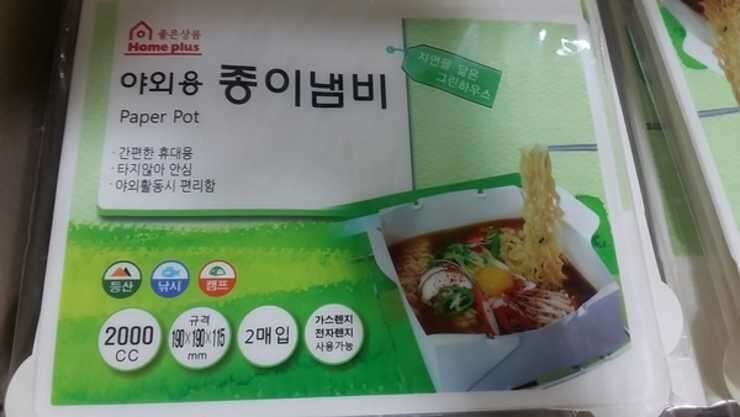 좋은상품
Home plus
자연을 닮은
그린하우스
야외용 종이냄비
Paper Pot
· 간편한 휴대용
· 타지않아 안심
· 야외활동시 편리함
등산
낚시
캠프
2000
CC
규격
190×190×115
mm
2매입
가스렌지
전자렌지
사용가능